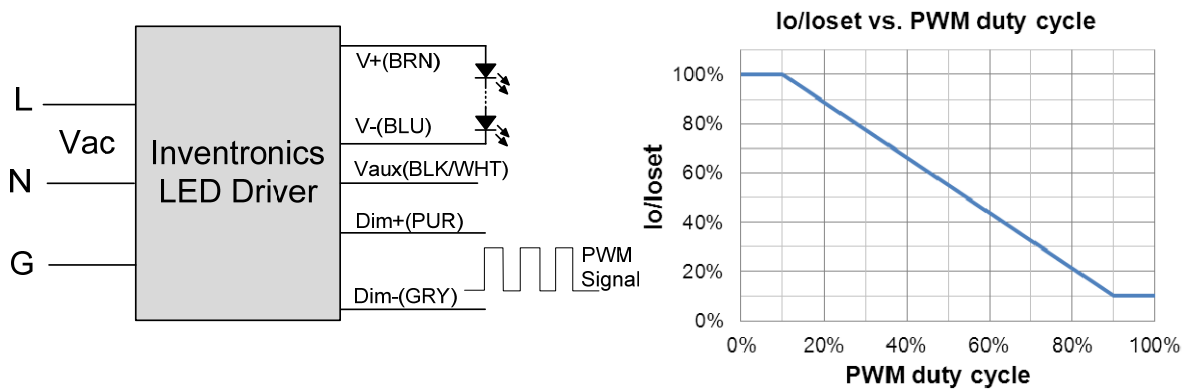 L
Vac
N
G
Inventronics
LED Driver
V+(BRN)
V-(BLU)
Vaux(BLK/WHT)
Dim+(PUR)
PWM
Signal
Dim-(GRY)
Io/Ioset vs. PWM duty cycle
Io/Ioset
100%
80%
60%
40%
20%
0%
0% 20% 40% 60% 80% 100%
PWM duty cycle